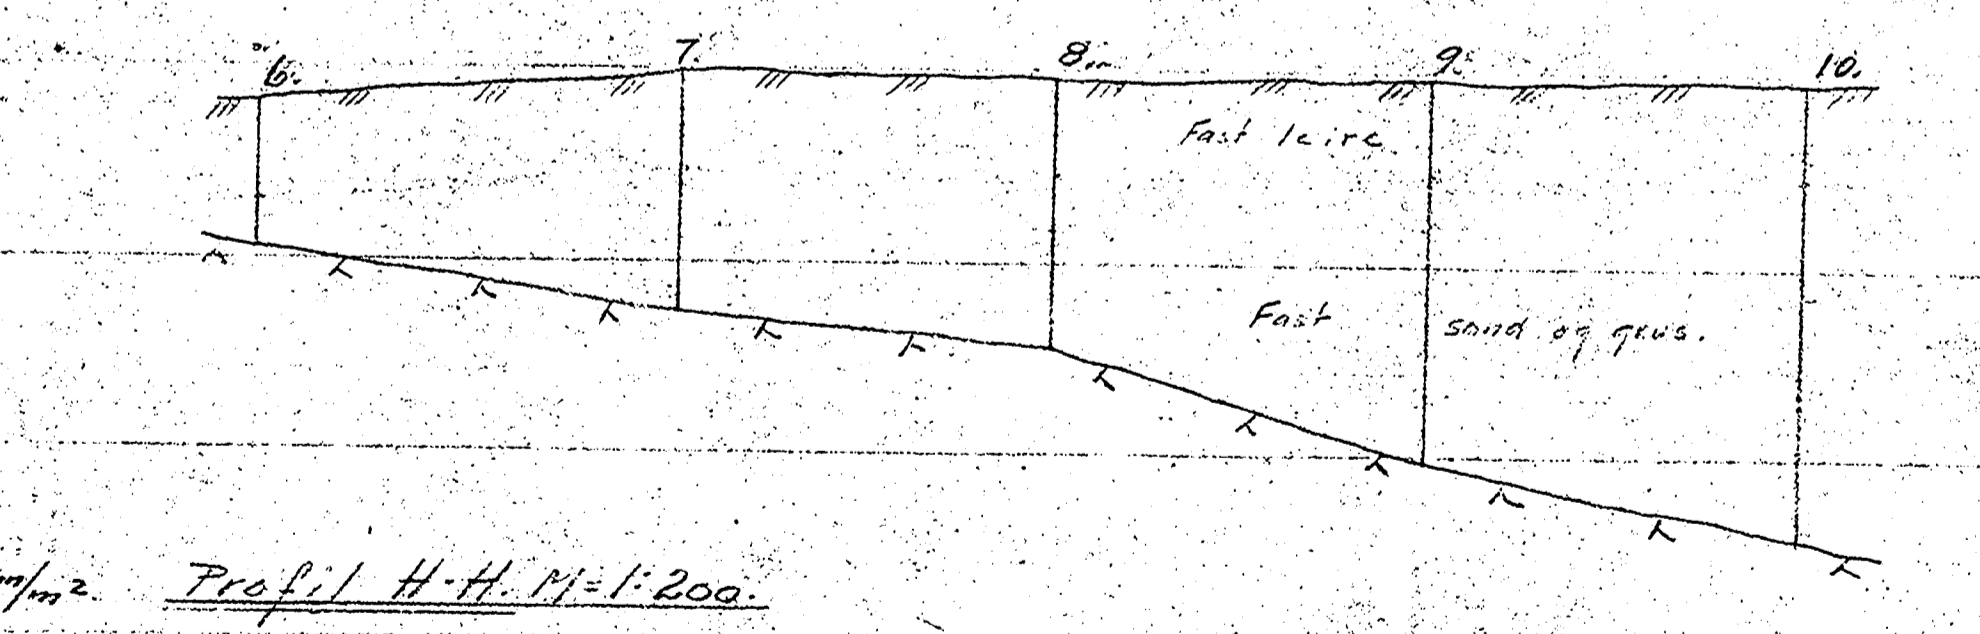 6. 7. 8. 9. 10.
Fast leire
Fast sand og grus.
/m². Profil H-H. M=1:200.